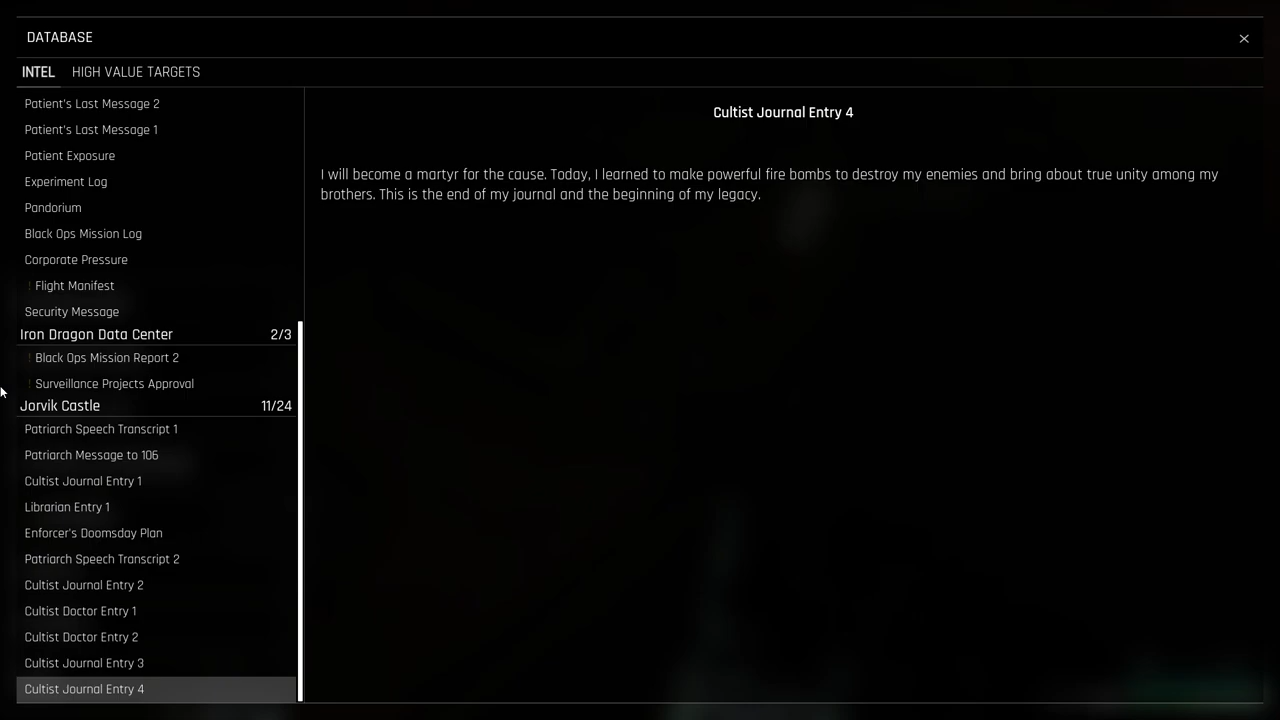 DATABASE
INTEL HIGH VALUE TARGETS
Patient's Last Message 2
Patient's Last Message 1
Patient Exposure
Experiment Log
Pandorium
Black Ops Mission Log
Corporate Pressure
! Flight Manifest
Security Message
Iron Dragon Data Center 2/3
! Black Ops Mission Report 2
! Surveillance Projects Approval
Jorvik Castle 11/24
Patriarch Speech Transcript 1
Patriarch Message to 106
Cultist Journal Entry 1
Librarian Entry 1
Enforcer's Doomsday Plan
Patriarch Speech Transcript 2
Cultist Journal Entry 2
Cultist Doctor Entry 1
Cultist Doctor Entry 2
Cultist Journal Entry 3
Cultist Journal Entry 4
Cultist Journal Entry 4
I will become a martyr for the cause. Today, I learned to make powerful fire bombs to destroy my enemies and bring about true unity among my
brothers. This is the end of my journal and the beginning of my legacy.